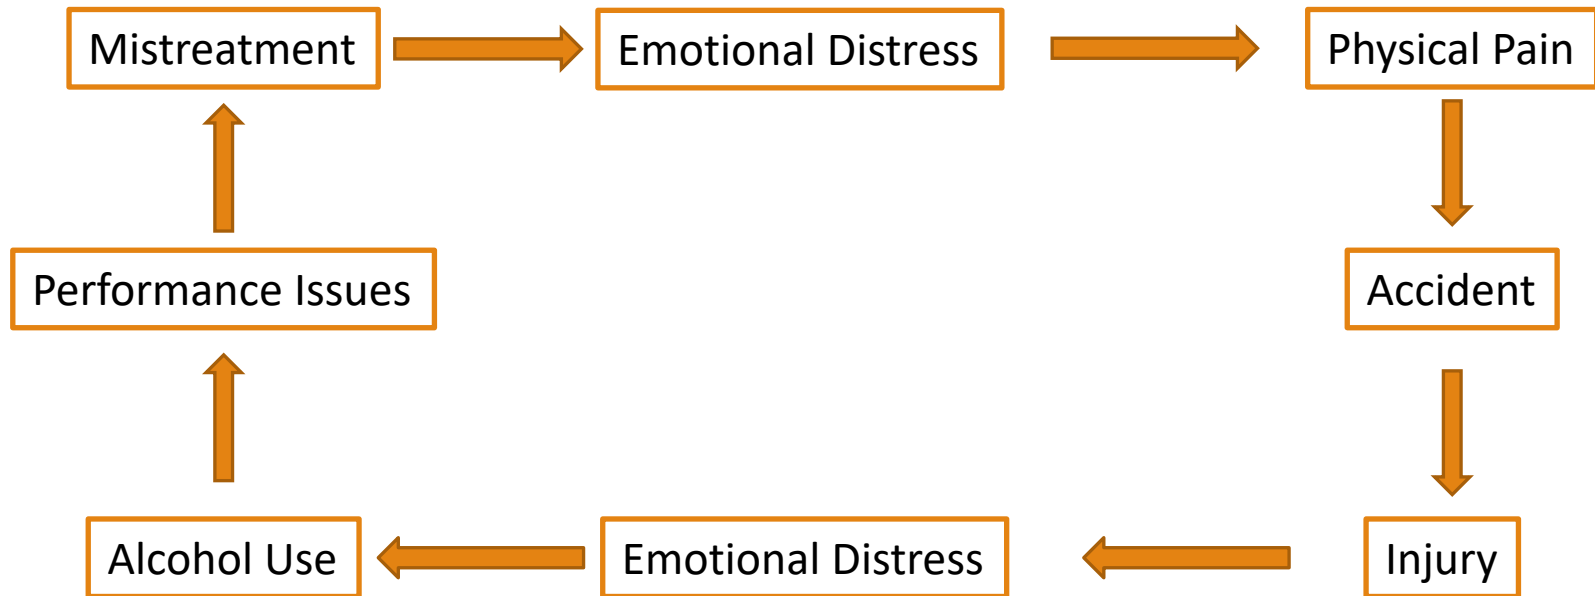 Mistreatment
Emotional Distress
Physical Pain
Performance Issues
Accident
Alcohol Use
Emotional Distress
Injury